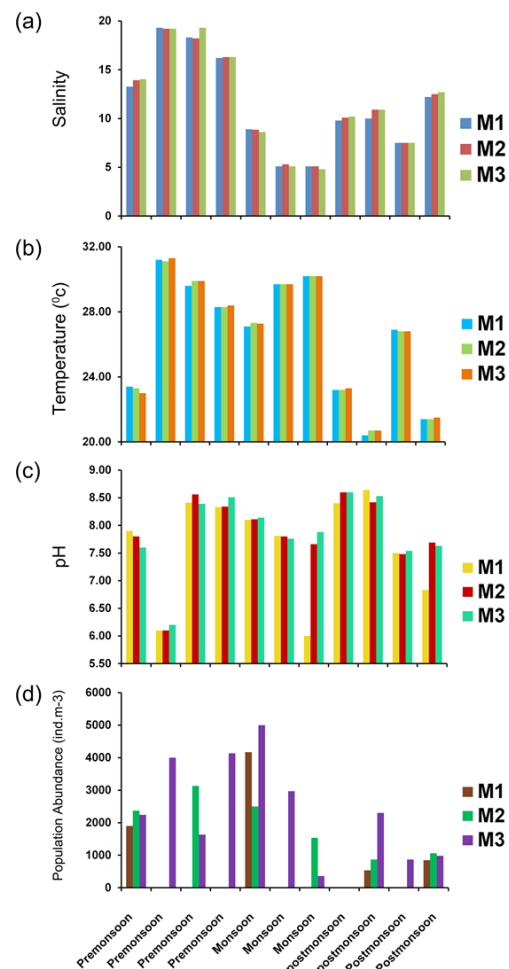 (a)
Salinity
20
15
10
5
0
M1
M2
M3
(b)
Temperature (⁰c)
32.00
28.00
24.00
20.00
M1
M2
M3
(c)
pH
9.00
8.50
8.00
7.50
7.00
6.50
6.00
5.50
M1
M2
M3
(d)
Population Abundance (ind.m-3)
6000
5000
4000
3000
2000
1000
0
M1
M2
M3
Premonsoon
Premonsoon
Premonsoon
Premonsoon
Monsoon
Monsoon
Monsoon
postmonsoon
postmonsoon
Postmonsoon
Postmonsoon